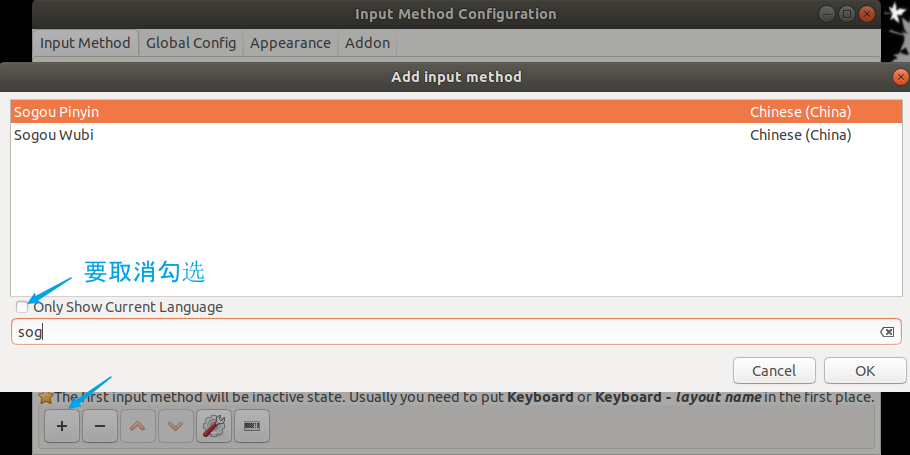 Input Method Configuration
Input Method Global Config Appearance Addon
Add input method
Sogou Pinyin Chinese (China)
Sogou Wubi Chinese (China)
要取消勾选
Only Show Current Language
sog
Cancel OK
The first input method will be inactive state. Usually you need to put Keyboard or Keyboard - layout name in the first place.